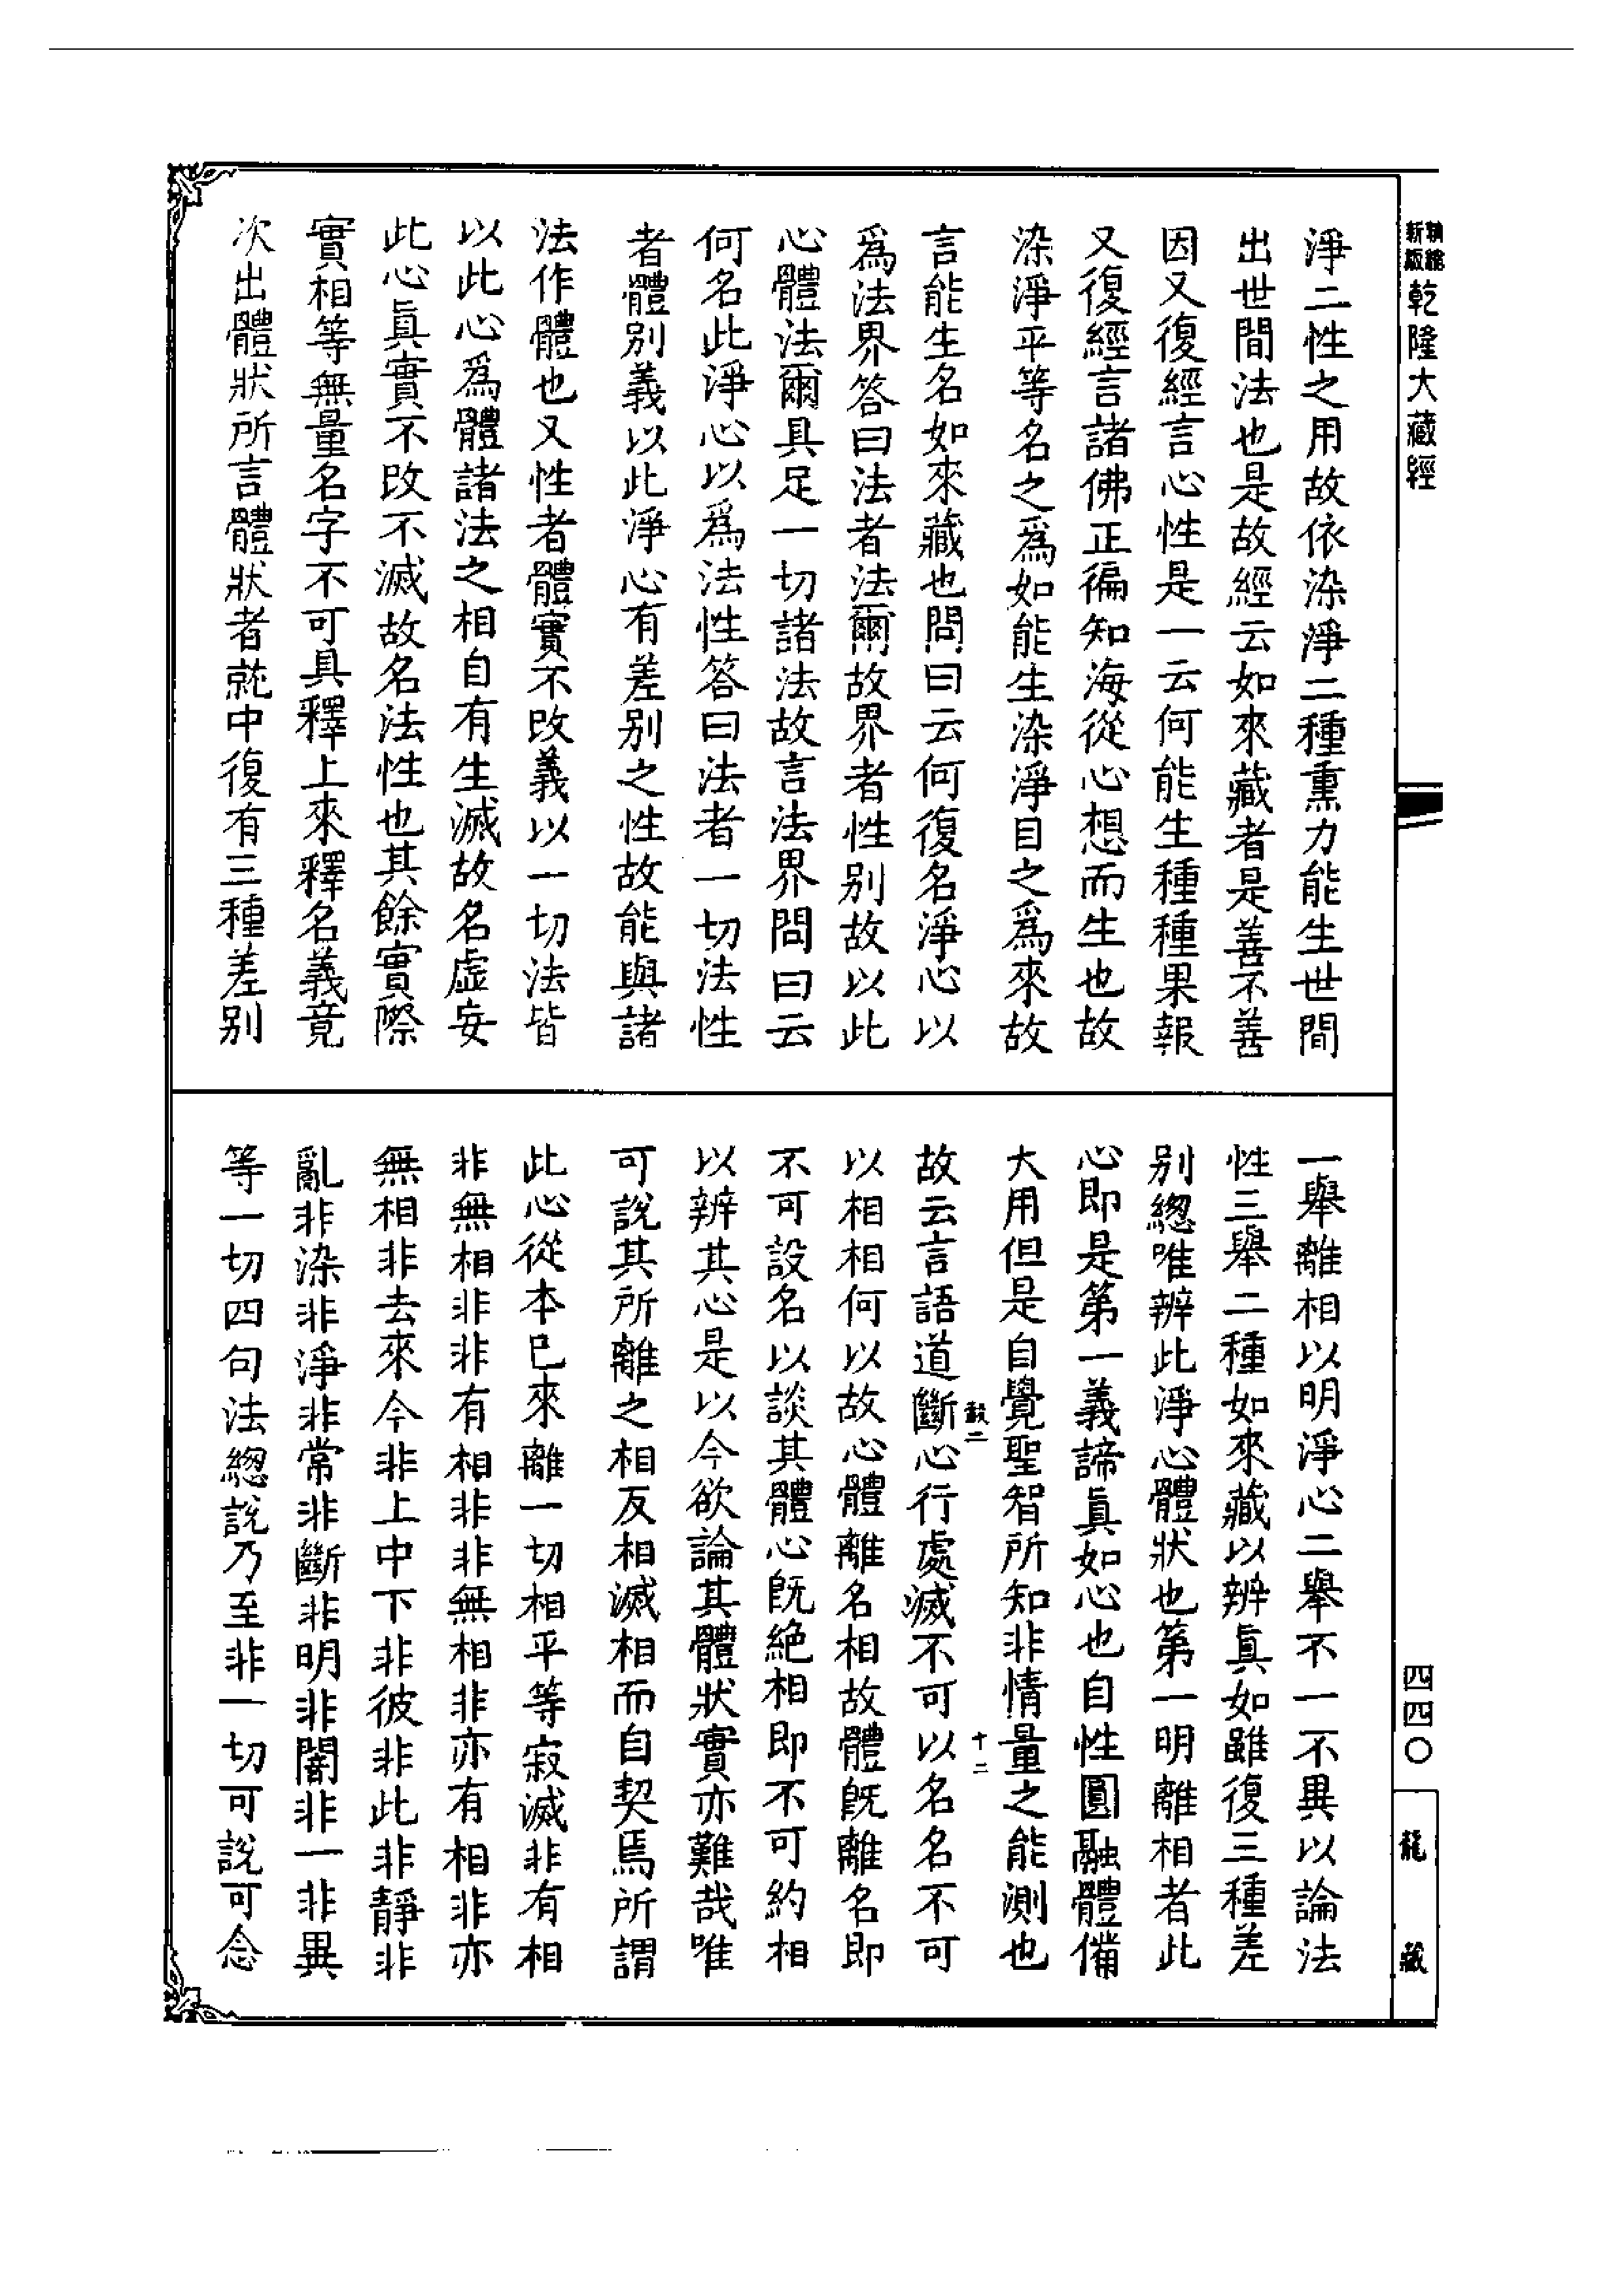 新版
乾隆大藏經
四四〇
龍藏
淨二性之用故依染淨二種熏力能生世間
出世間法也是故經云如來藏者是善不善
因又復經言心性是一云何能生種種果報
又復經言諸佛正徧知海從心想而生也故
染淨平等名之爲如能生染淨目之爲來故
言能生名如來藏也問曰云何復名淨心以
爲法界答曰法者法爾故界者性別故以此
心體法爾具足一切諸法故言法界問曰云
何名此淨心以爲法性答曰法者一切法性
者體別義以此淨心有差別之性故能與諸
法作體也又性者體實不改義以一切法皆
以此心爲體諸法之相自有生滅故名虛妄
此心眞實不改不滅故名法性也其餘實際
實相等無量名字不可具釋上來釋名義竟
次出體狀所言體狀者就中復有三種差別
一舉離相以明淨心二舉不一不異以論法
性三舉二種如來藏以辨眞如雖復三種差
別總唯辨此淨心體狀也第一明離相者此
心即是第一義諦眞如心也自性圓融體備
大用但是自覺聖智所知非情量之能測也
二 十二
故云言語道斷心行處滅不可以名名不可
以相相何以故心體離名相故體旣離名即
不可設名以談其體心旣絕相即不可約相
以辨其心是以今欲論其體狀實亦難哉唯
可說其所離之相反相滅相而自契焉所謂
此心從本已來離一切相平等寂滅非有相
非無相非非有相非非無相非亦有相非亦
無相非去來今非上中下非彼非此非靜非
亂非染非淨非常非斷非明非闇非一非異
等一切四句法總說乃至非一切可說可念